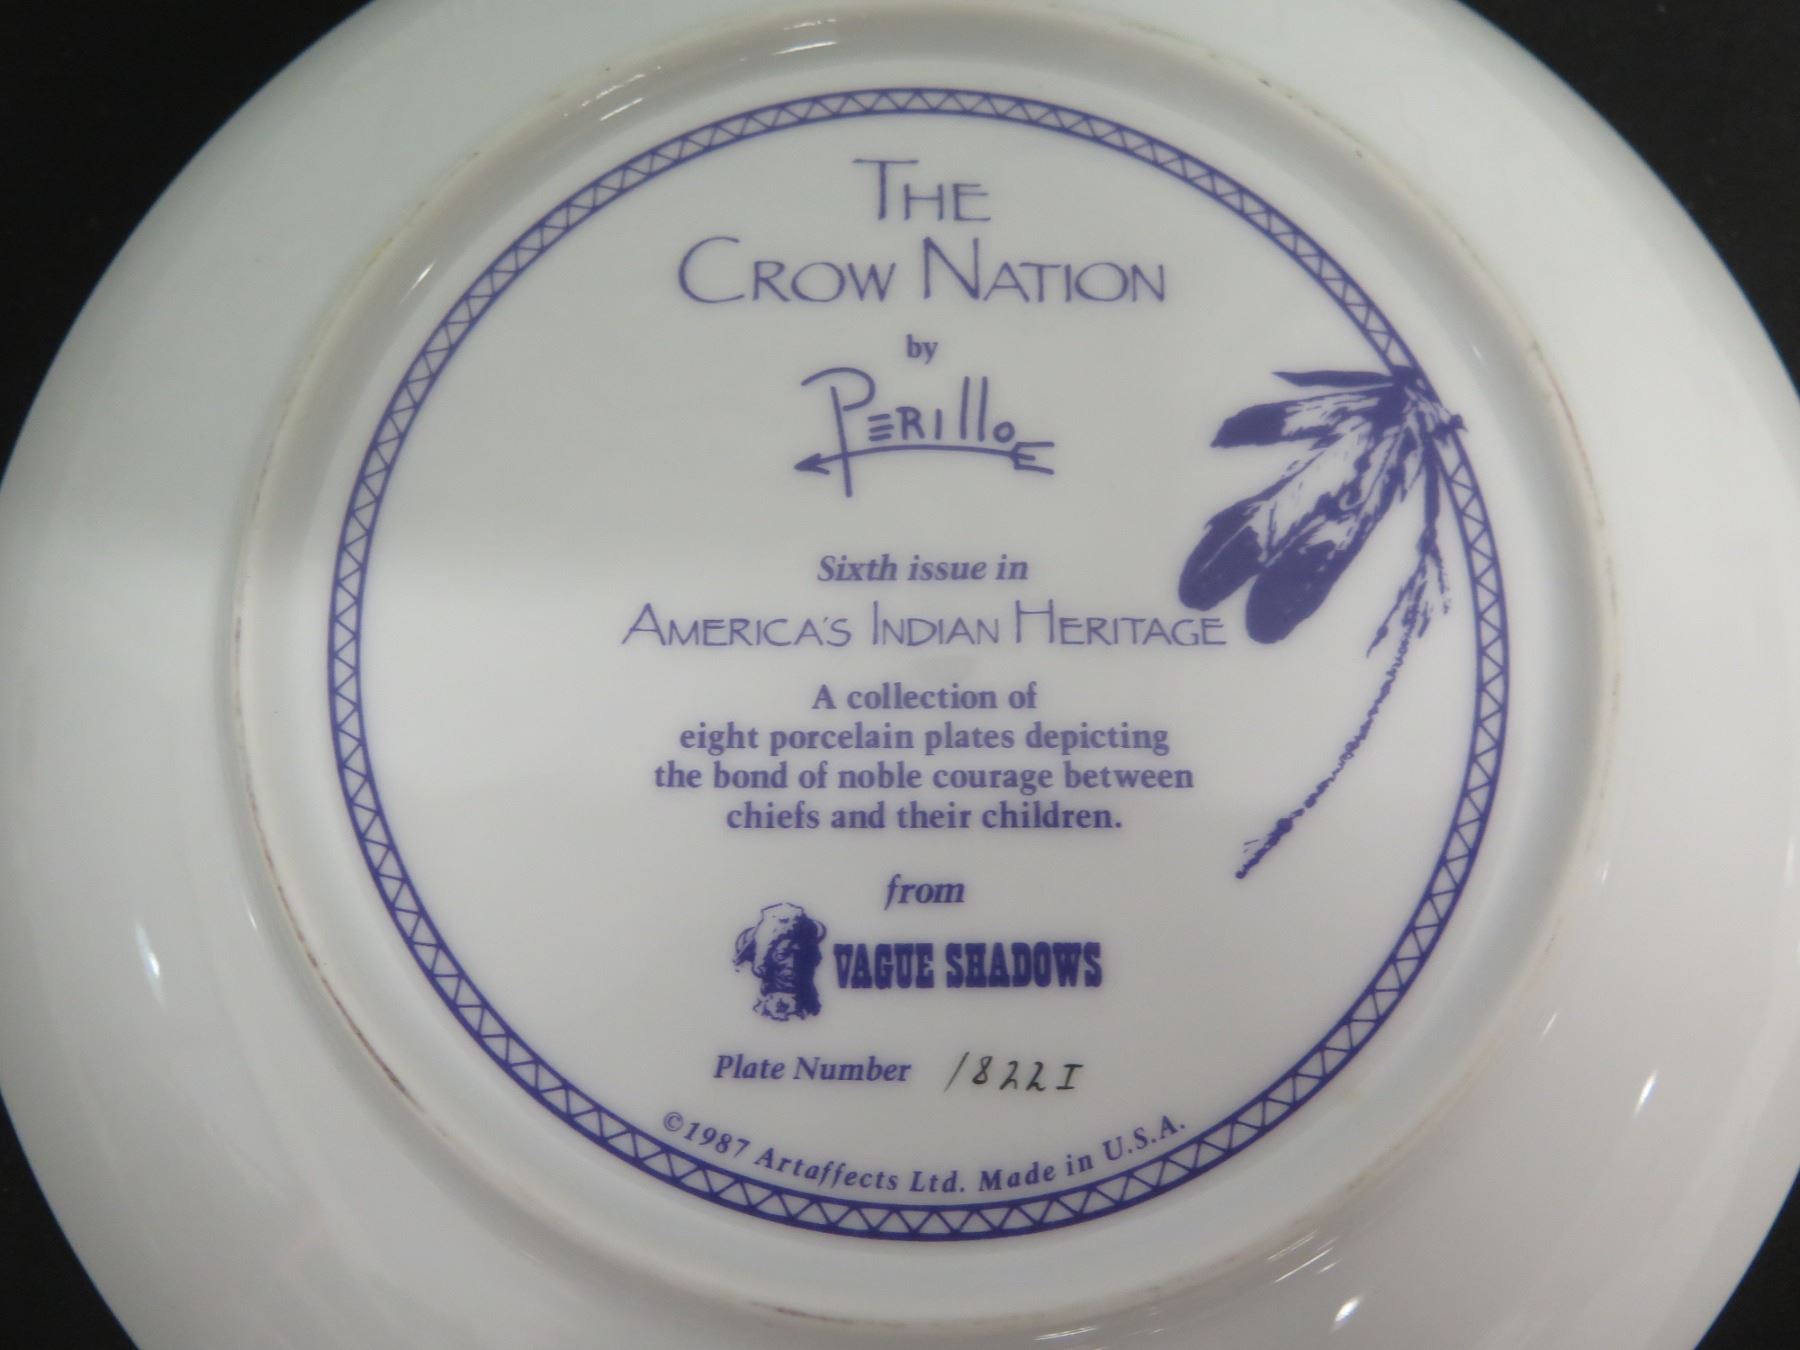 THE
CROW NATION
by
PERILLO
Sixth issue in
AMERICA'S INDIAN HERITAGE
A collection of
eight porcelain plates depicting
the bond of noble courage between
chiefs and their children.
from
VAGUE SHADOWS
Plate Number 1822 I
©1987 Artaffects Ltd. Made in U.S.A.